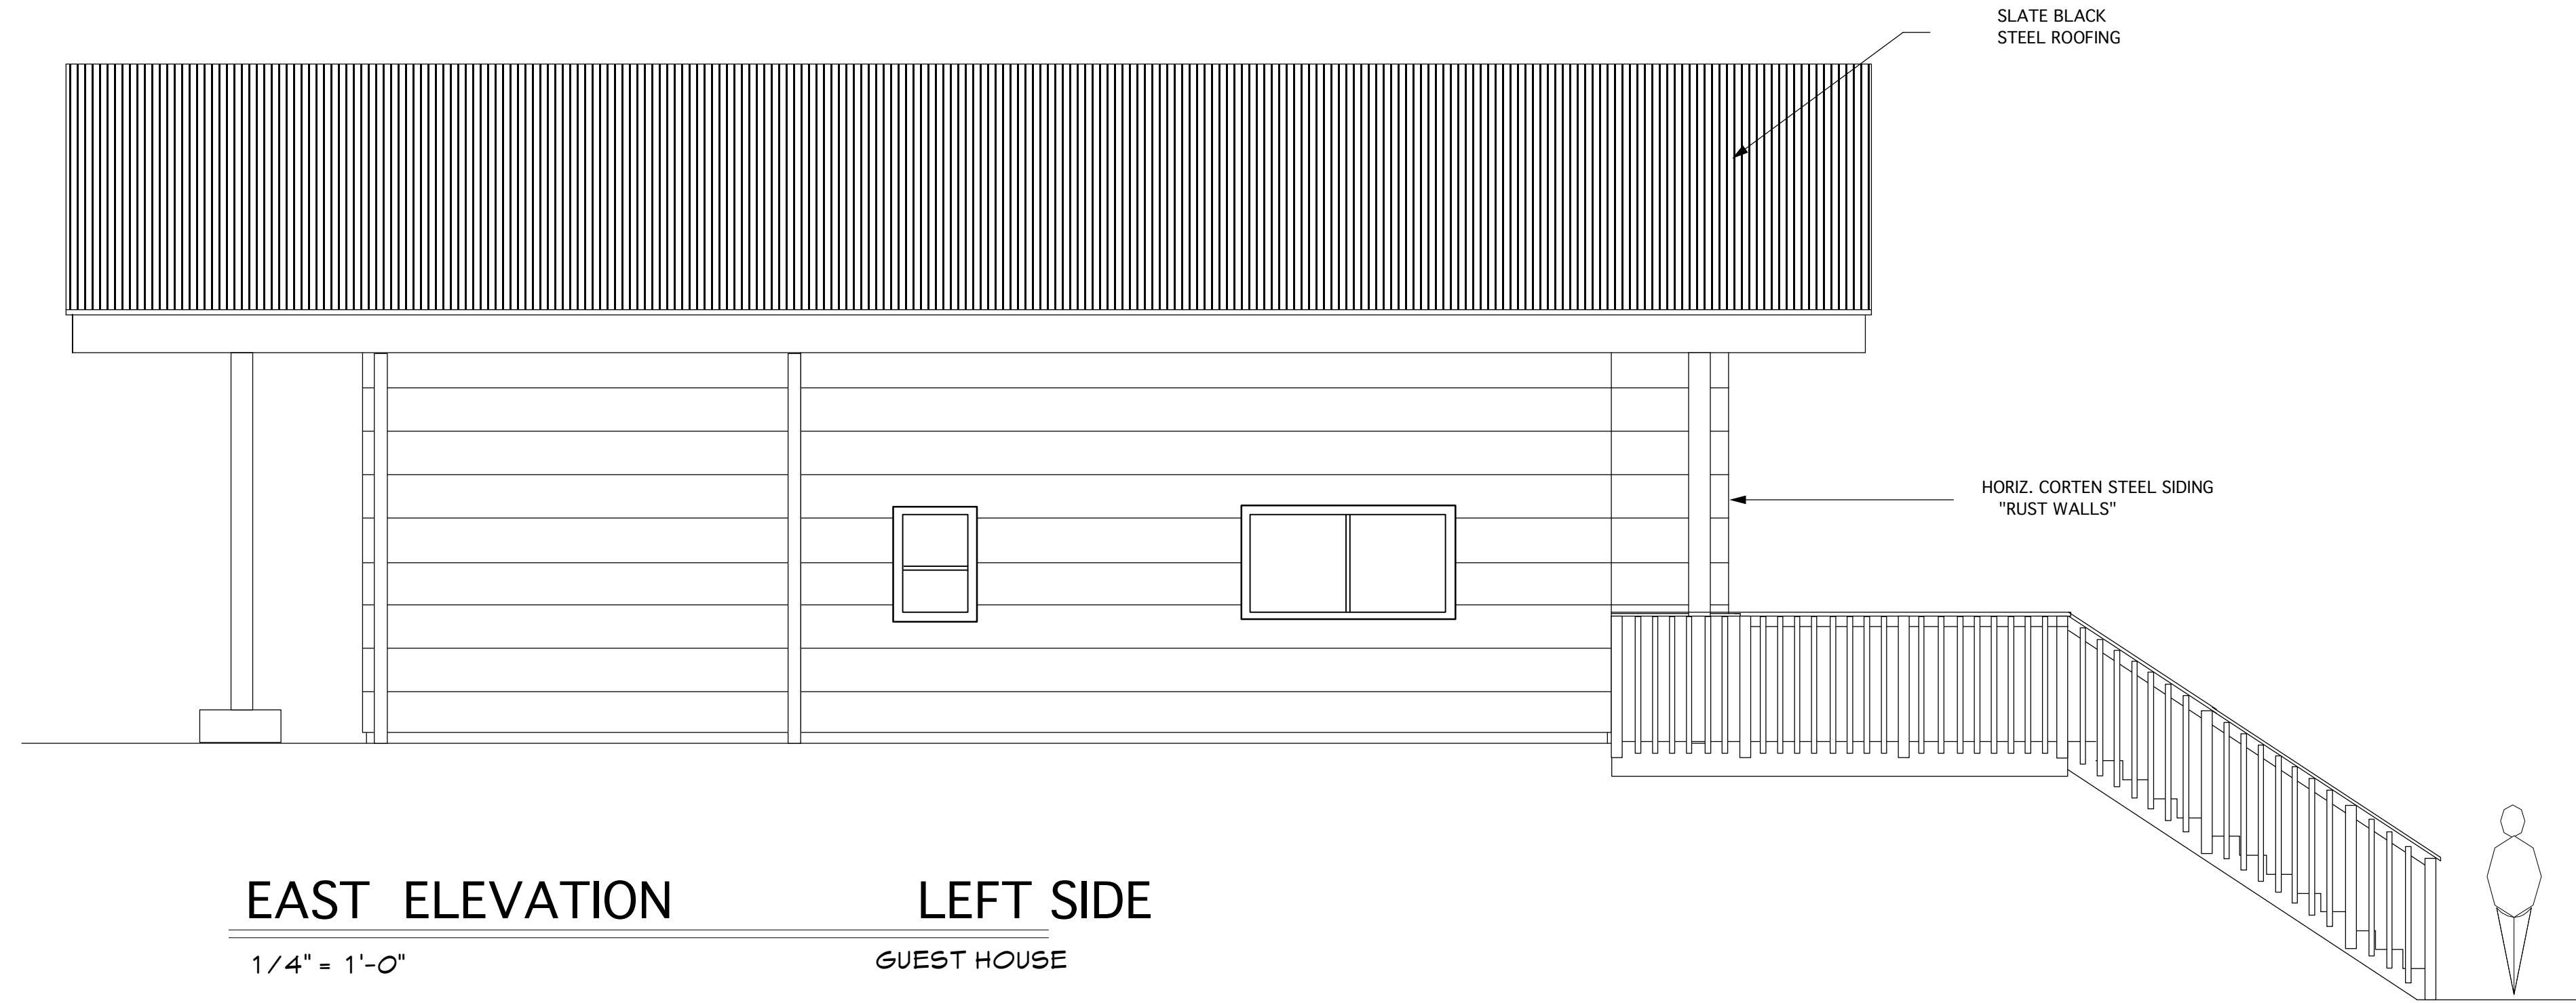 SLATE BLACK
STEEL ROOFING
HORIZ. CORTEN STEEL SIDING
"RUST WALLS"
EAST ELEVATION LEFT SIDE
1/4" = 1'-0" GUEST HOUSE